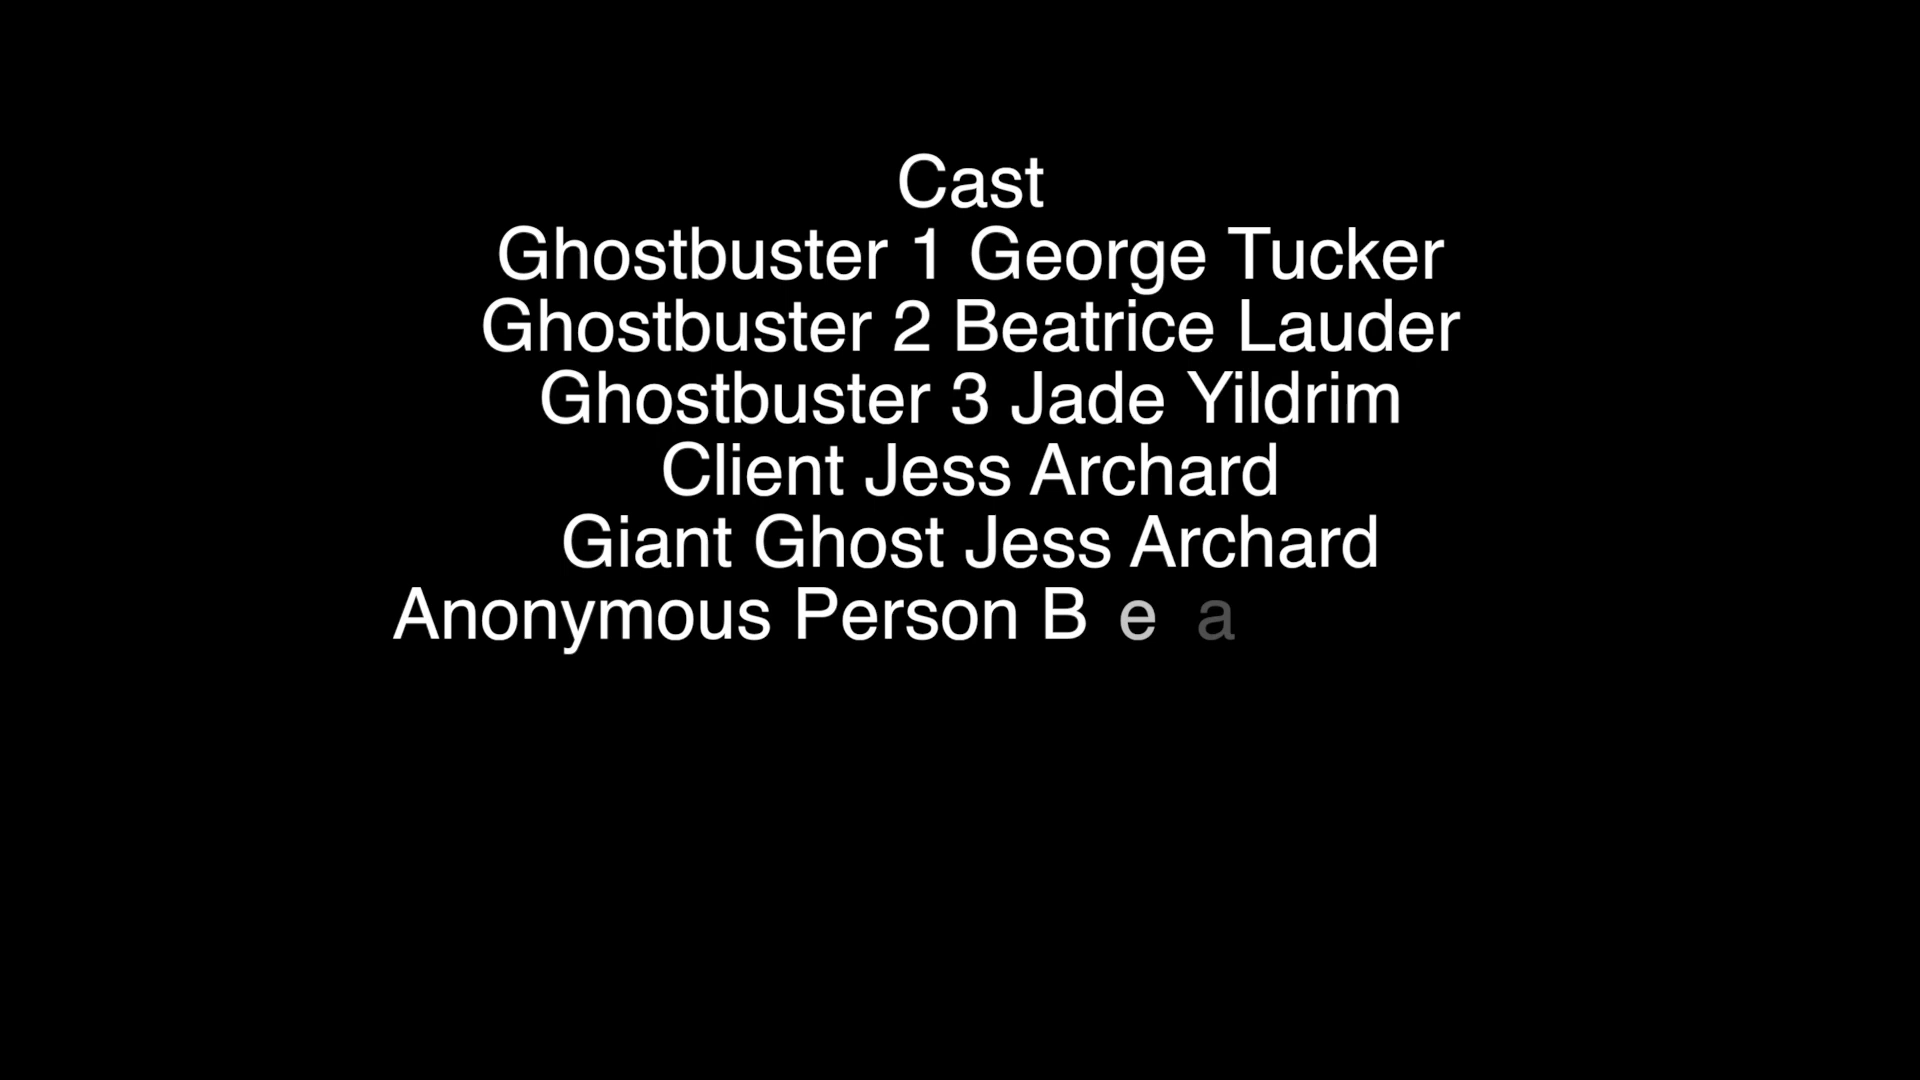 Cast
Ghostbuster 1 George Tucker
Ghostbuster 2 Beatrice Lauder
Ghostbuster 3 Jade Yildrim
Client Jess Archard
Giant Ghost Jess Archard
Anonymous Person B e a